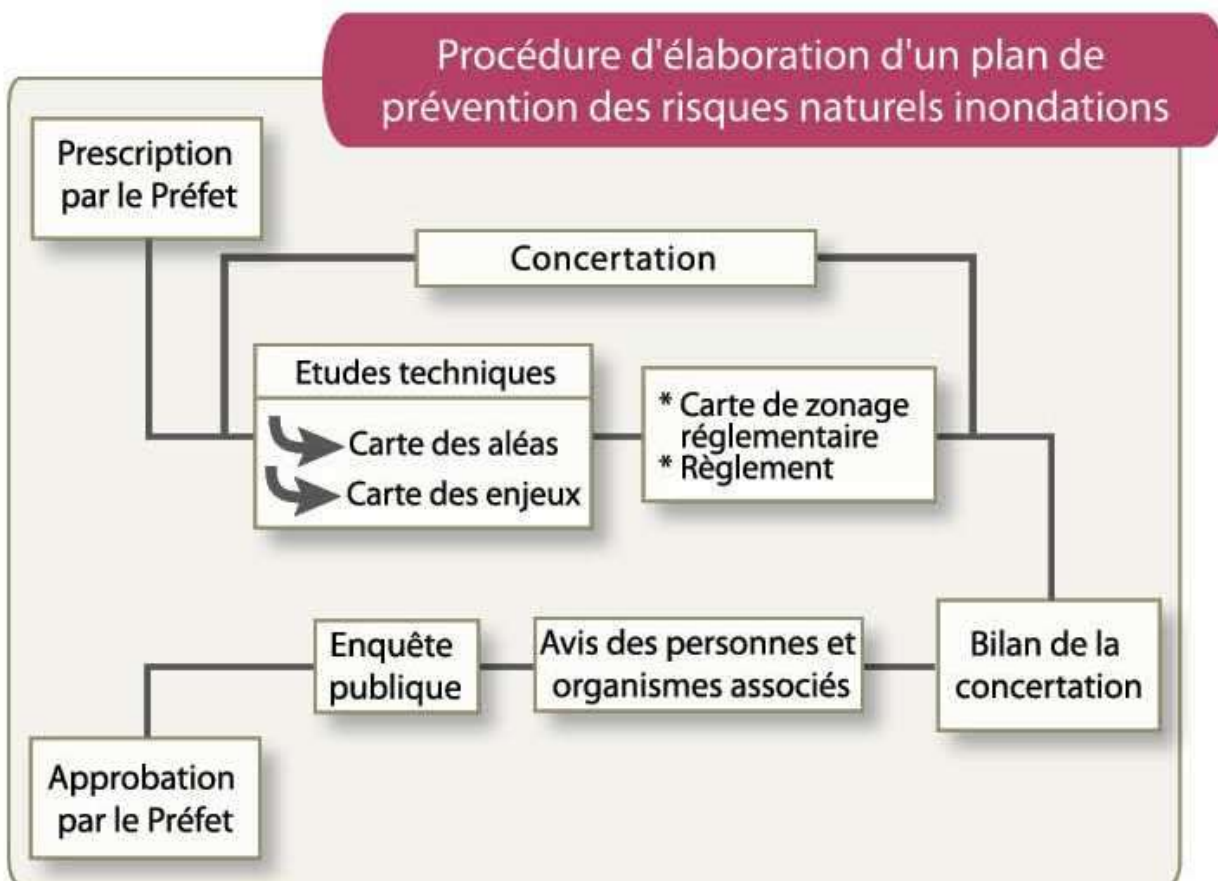 Procédure d'élaboration d'un plan de
prévention des risques naturels inondations
Prescription
par le Préfet
Concertation
Etudes techniques
Carte des aléas
Carte des enjeux
* Carte de zonage
réglementaire
* Règlement
Bilan de la
concertation
Avis des personnes et
organismes associés
Enquête
publique
Approbation
par le Préfet